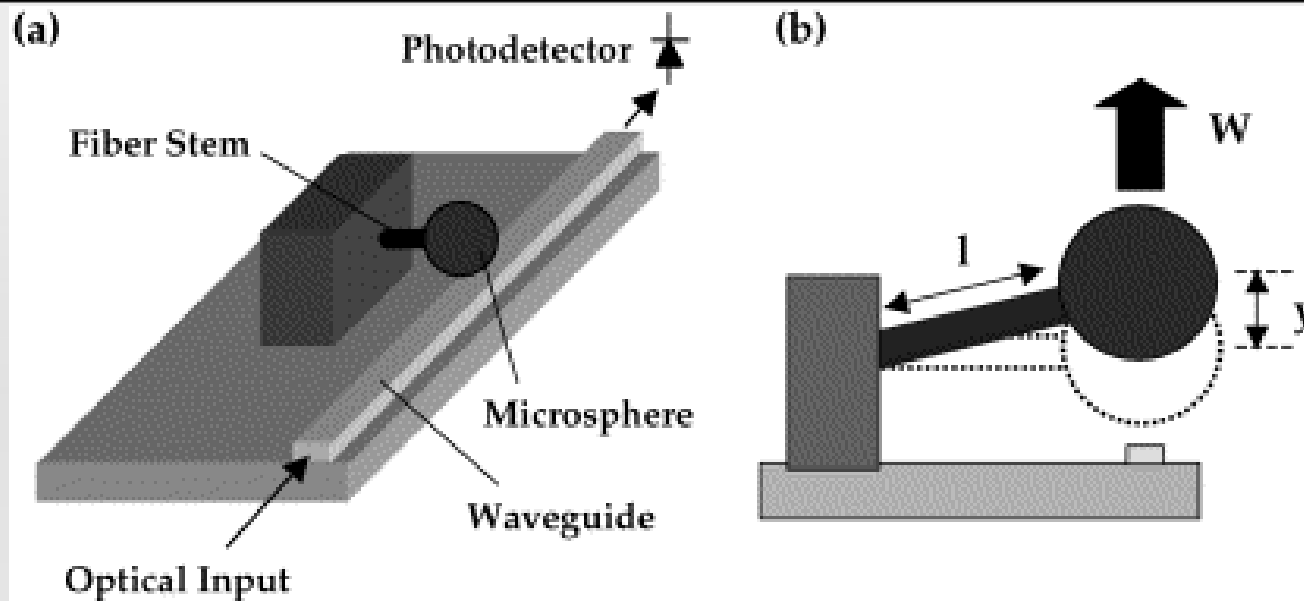 (a)
Photodetector
Fiber Stem
Microsphere
Waveguide
Optical Input
(b)
W
l
y